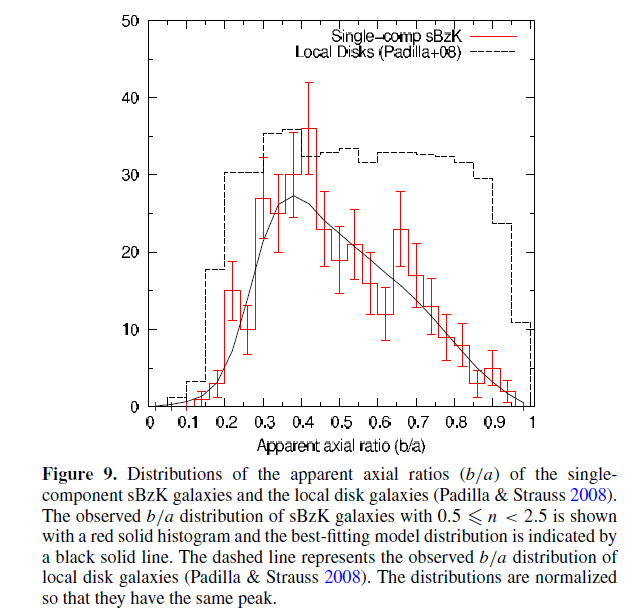 50
Single-comp sBzK
Local Disks (Padilla+08)
40
30
20
10
0
0 0.1 0.2 0.3 0.4 0.5 0.6 0.7 0.8 0.9 1
Apparent axial ratio (b/a)
Figure 9. Distributions of the apparent axial ratios (b/a) of the single-
component sBzK galaxies and the local disk galaxies (Padilla & Strauss 2008).
The observed b/a distribution of sBzK galaxies with 0.5 ⩽ n < 2.5 is shown
with a red solid histogram and the best-fitting model distribution is indicated by
a black solid line. The dashed line represents the observed b/a distribution of
local disk galaxies (Padilla & Strauss 2008). The distributions are normalized
so that they have the same peak.